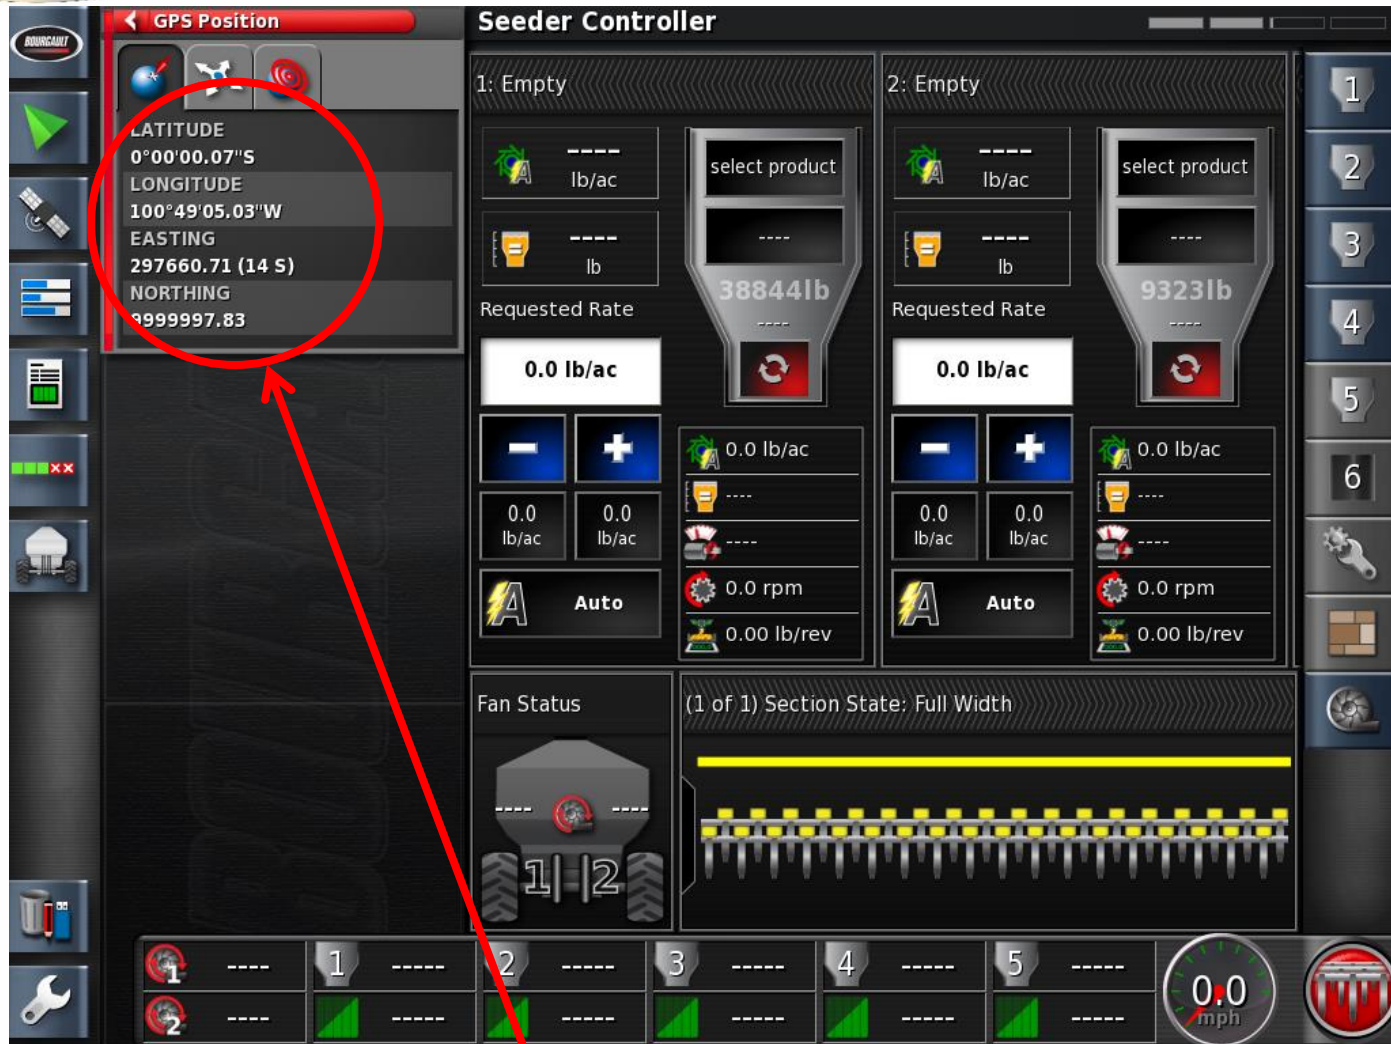 BOURGAULT
GPS Position
LATITUDE
0°00'00.07"S
LONGITUDE
100°49'05.03"W
EASTING
297660.71 (14 S)
NORTHING
9999997.83
Seeder Controller
1: Empty
----
lb/ac
----
lb
select product
----
38844lb
----
Requested Rate
0.0 lb/ac
0.0
lb/ac
0.0
lb/ac
A Auto
0.0 lb/ac
----
----
0.0 rpm
0.00 lb/rev
2: Empty
----
lb/ac
----
lb
select product
----
9323lb
----
Requested Rate
0.0 lb/ac
0.0
lb/ac
0.0
lb/ac
A Auto
0.0 lb/ac
----
----
0.0 rpm
0.00 lb/rev
Fan Status
---- ----
1 2
(1 of 1) Section State: Full Width
1
2
3
4
5
6
1 ---- 1 ----- 2 ----- 3 ----- 4 ----- 5 -----
2 ---- ----- ----- ----- ----- -----
0.0
mph